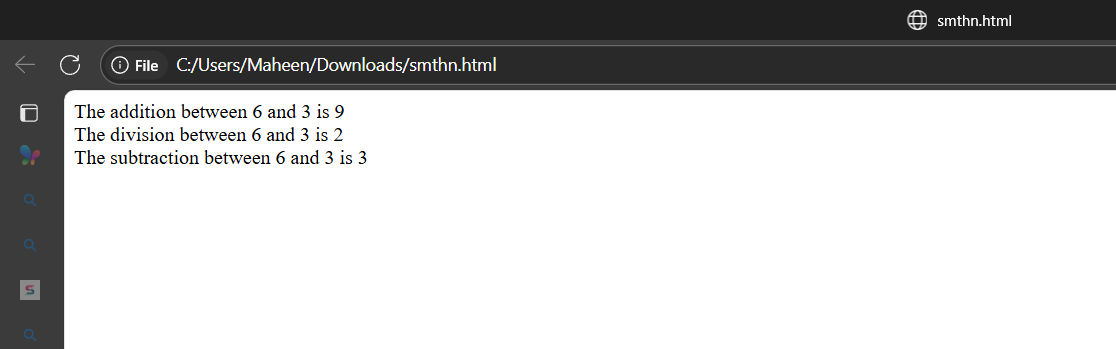 smthn.html
File C:/Users/Maheen/Downloads/smthn.html
The addition between 6 and 3 is 9
The division between 6 and 3 is 2
The subtraction between 6 and 3 is 3
S